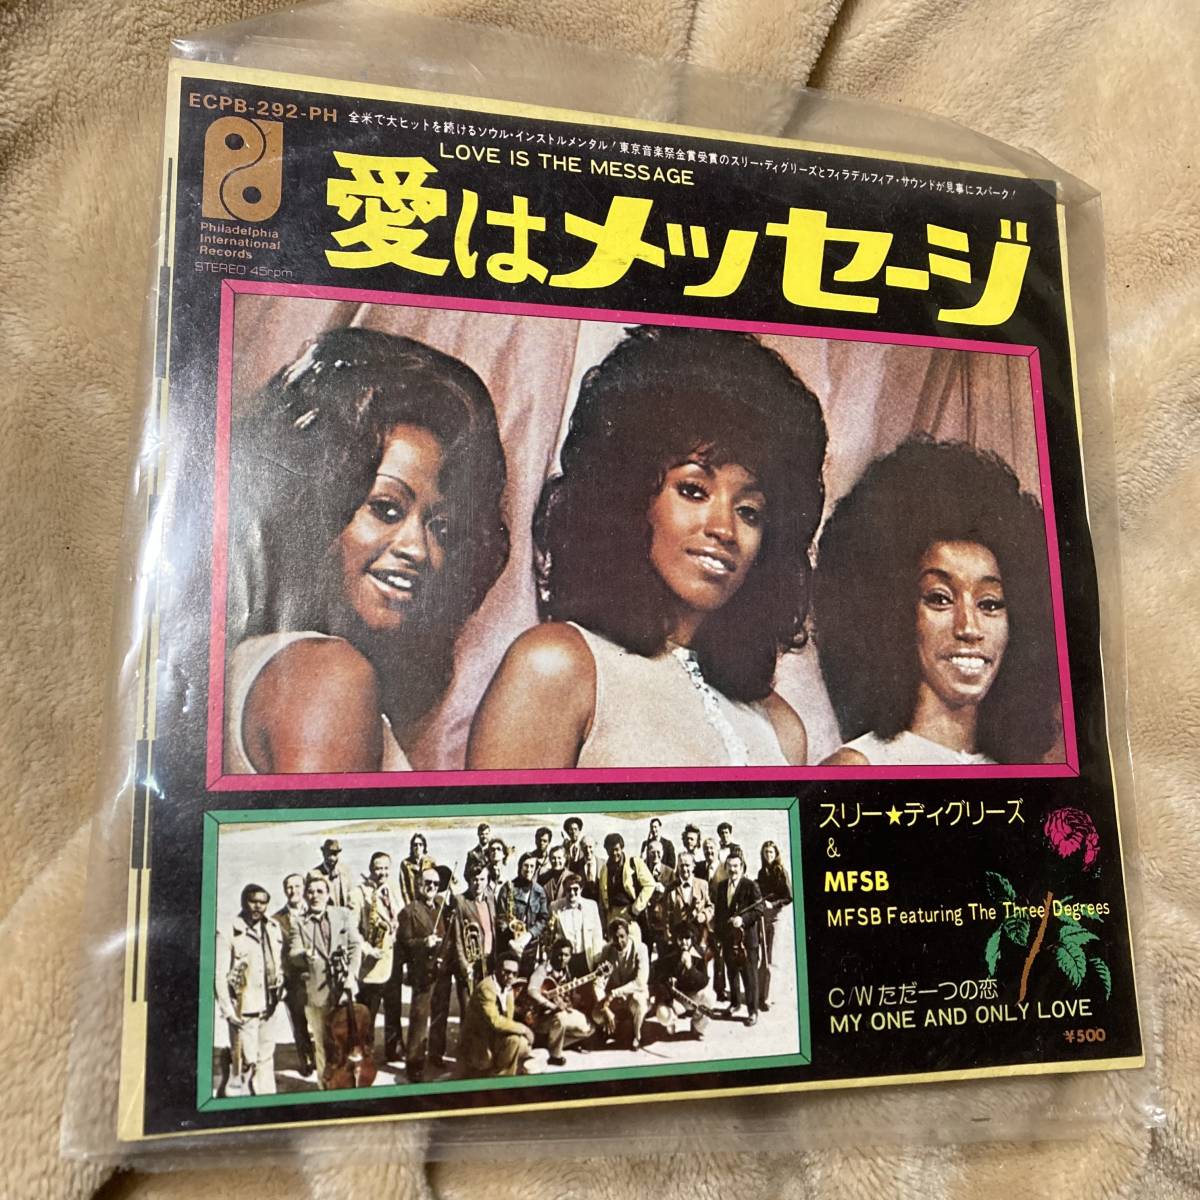 ECPB-292-PH
全米で大ヒットを続けるソウル・インストルメンタル!東京音楽祭金賞受賞のスリー・ディグリーズとフィラデルフィア・サウンドが見事にスパーク!
LOVE IS THE MESSAGE
愛はメッセージ
Philadelphia
International
Records
STEREO 45rpm
スリー★ディグリーズ
&
MFSB
MFSB Featuring The Three Degrees
C/Wただ一つの恋
MY ONE AND ONLY LOVE
¥500